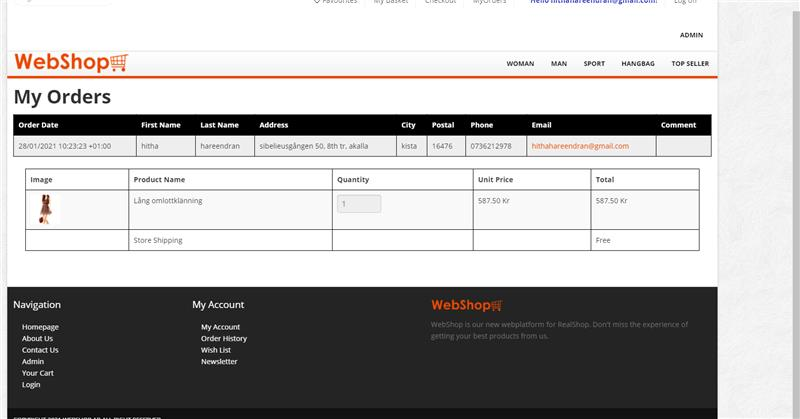 Favourites My Basket Checkout MyOrders Hello hithahareendran@gmail.com! Log off
ADMIN
WebShop
WOMAN MAN SPORT HANGBAG TOP SELLER
My Orders
Order Date First Name Last Name Address City Postal Phone Email Comment
28/01/2021 10:23:23 +01:00 hitha hareendran sibelieusgången 50, 8th tr, akalla kista 16476 0736212978 hithahareendran@gmail.com
Image Product Name Quantity Unit Price Total
Lång omlottklänning 1 587.50 Kr 587.50 Kr
Store Shipping Free
Navigation My Account WebShop
WebShop is our new webplatform for RealShop. Don't miss the experience of
getting your best products from us.
Homepage My Account
About Us Order History
Contact Us Wish List
Admin Newsletter
Your Cart
Login